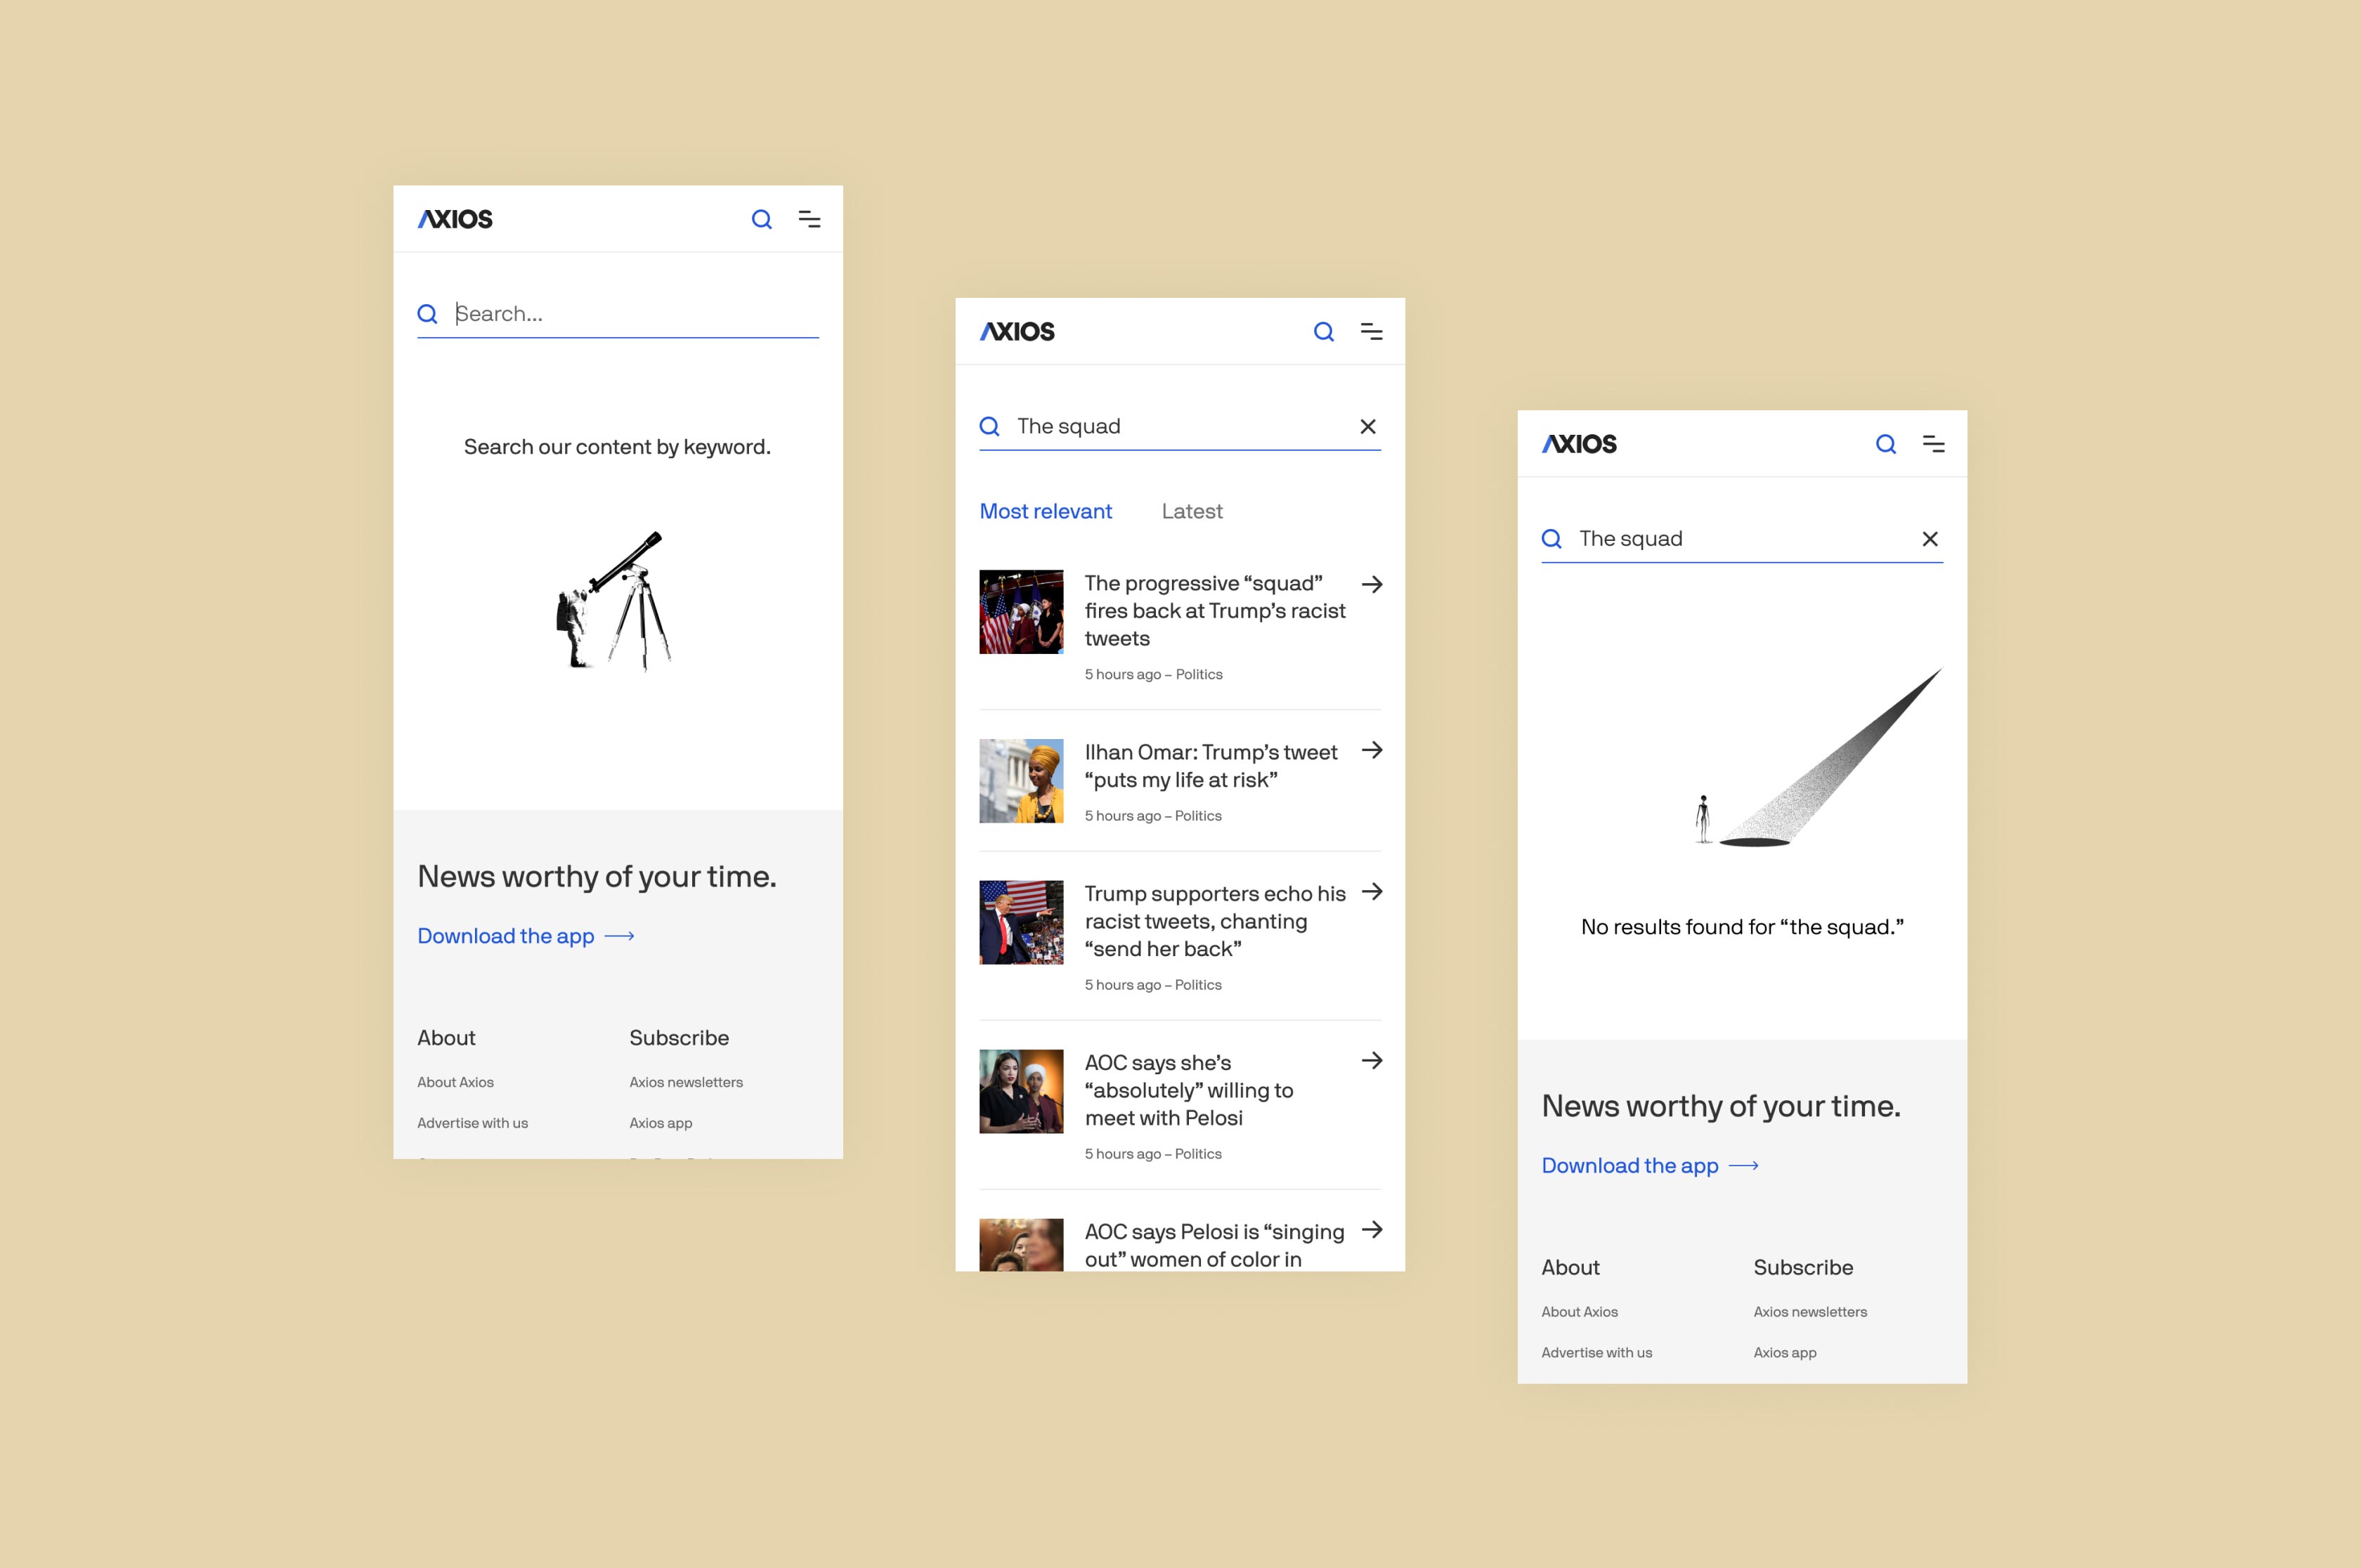 AXIOS
Search...
Search our content by keyword.
News worthy of your time.
Download the app
About
Subscribe
About Axios
Axios newsletters
Advertise with us
Axios app
AXIOS
The squad
Most relevant
Latest
The progressive “squad”
fires back at Trump’s racist
tweets
5 hours ago – Politics
Ilhan Omar: Trump’s tweet
“puts my life at risk”
5 hours ago – Politics
Trump supporters echo his
racist tweets, chanting
“send her back”
5 hours ago – Politics
AOC says she’s
“absolutely” willing to
meet with Pelosi
5 hours ago – Politics
AOC says Pelosi is “singing
out” women of color in
AXIOS
The squad
No results found for “the squad.”
News worthy of your time.
Download the app
About
Subscribe
About Axios
Axios newsletters
Advertise with us
Axios app